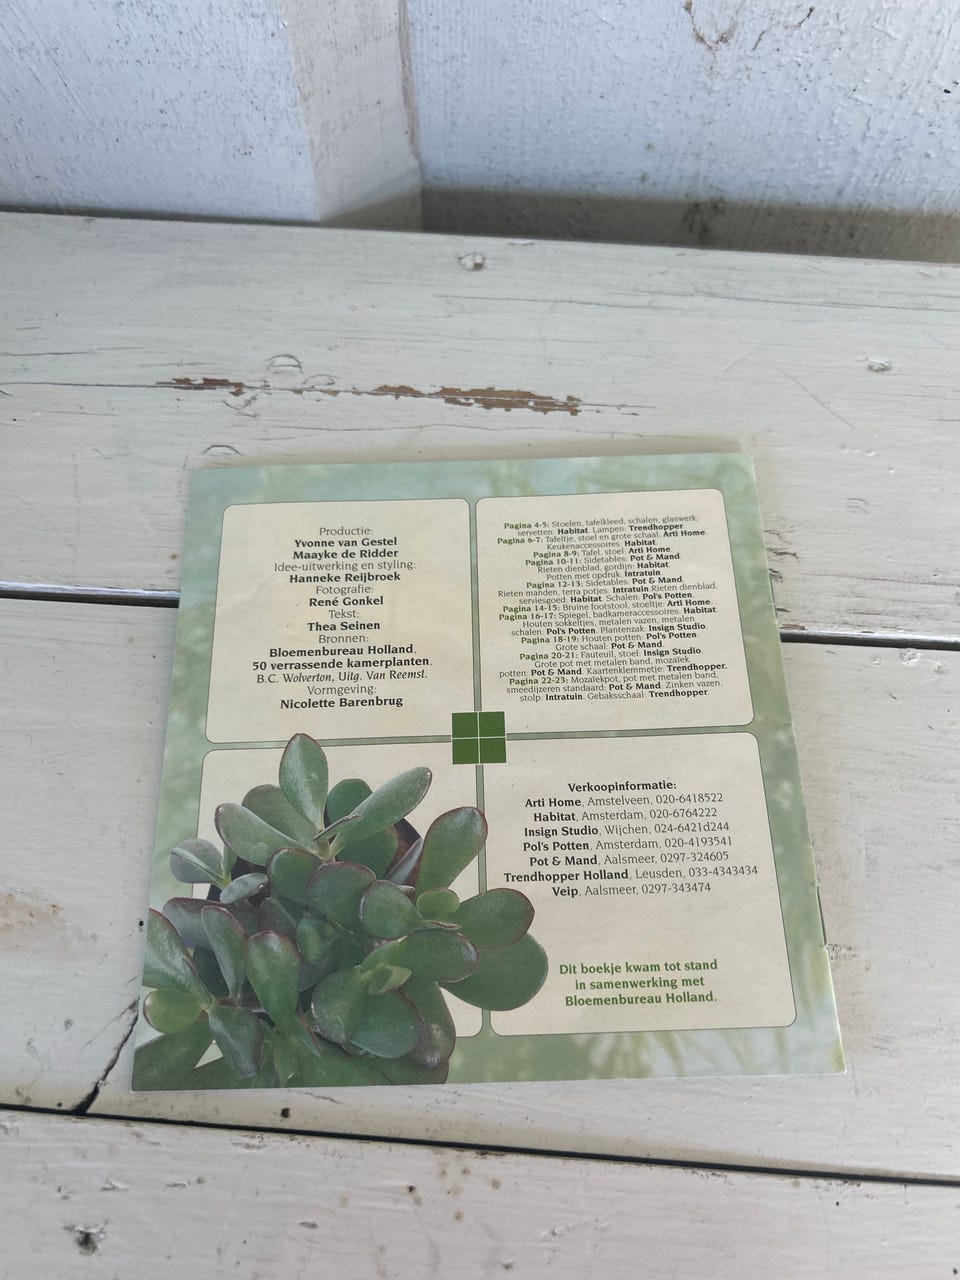 Productie:
Yvonne van Gestel
Maayke de Ridder
Idee-uitwerking en styling:
Hanneke Reijbroek
Fotografie:
René Gonkel
Tekst:
Thea Seinen
Bronnen:
Bloemenbureau Holland,
50 verrassende kamerplanten,
B.C. Wolverton, Uitg. Van Reemst.
Vormgeving:
Nicolette Barenbrug
Pagina 4-5: Stoelen, tafelkleed, schalen, glaswerk,
servetten: Habitat. Lampen: Trendhopper.
Pagina 6-7: Tafeltje, stoel en grote schaal: Arti Home.
Keukenaccessoires: Habitat.
Pagina 8-9: Tafel, stoel: Arti Home.
Pagina 10-11: Sidetables: Pot & Mand.
Rieten dienblad, gordijn: Habitat.
Potten met opdruk: Intratuin.
Pagina 12-13: Sidetables: Pot & Mand.
Rieten manden, terra potjes: Intratuin. Rieten dienblad,
serviesgoed: Habitat. Schalen: Pol's Potten.
Pagina 14-15: Bruine footstool, stoeltje: Arti Home.
Pagina 16-17: Spiegel, badkameraccessoires: Habitat.
Houten sokkeltjes, metalen vazen, metalen
schalen: Pol's Potten. Plantenzak: Insign Studio.
Pagina 18-19: Houten potten: Pol's Potten.
Grote schaal: Pot & Mand.
Pagina 20-21: Fauteuil, stoel: Insign Studio.
Grote pot met metalen band, mozaïek
potten: Pot & Mand. Kaartenklemmetje: Trendhopper.
Pagina 22-23: Mozaïekpot, pot met metalen band,
smeedijzeren standaard: Pot & Mand. Zinken vazen,
stolp: Intratuin. Gebaksschaal: Trendhopper.
Verkoopinformatie:
Arti Home, Amstelveen, 020-6418522
Habitat, Amsterdam, 020-6764222
Insign Studio, Wijchen, 024-6421d244
Pol's Potten, Amsterdam, 020-4193541
Pot & Mand, Aalsmeer, 0297-324605
Trendhopper Holland, Leusden, 033-4343434
Veip, Aalsmeer, 0297-343474
Dit boekje kwam tot stand
in samenwerking met
Bloemenbureau Holland.